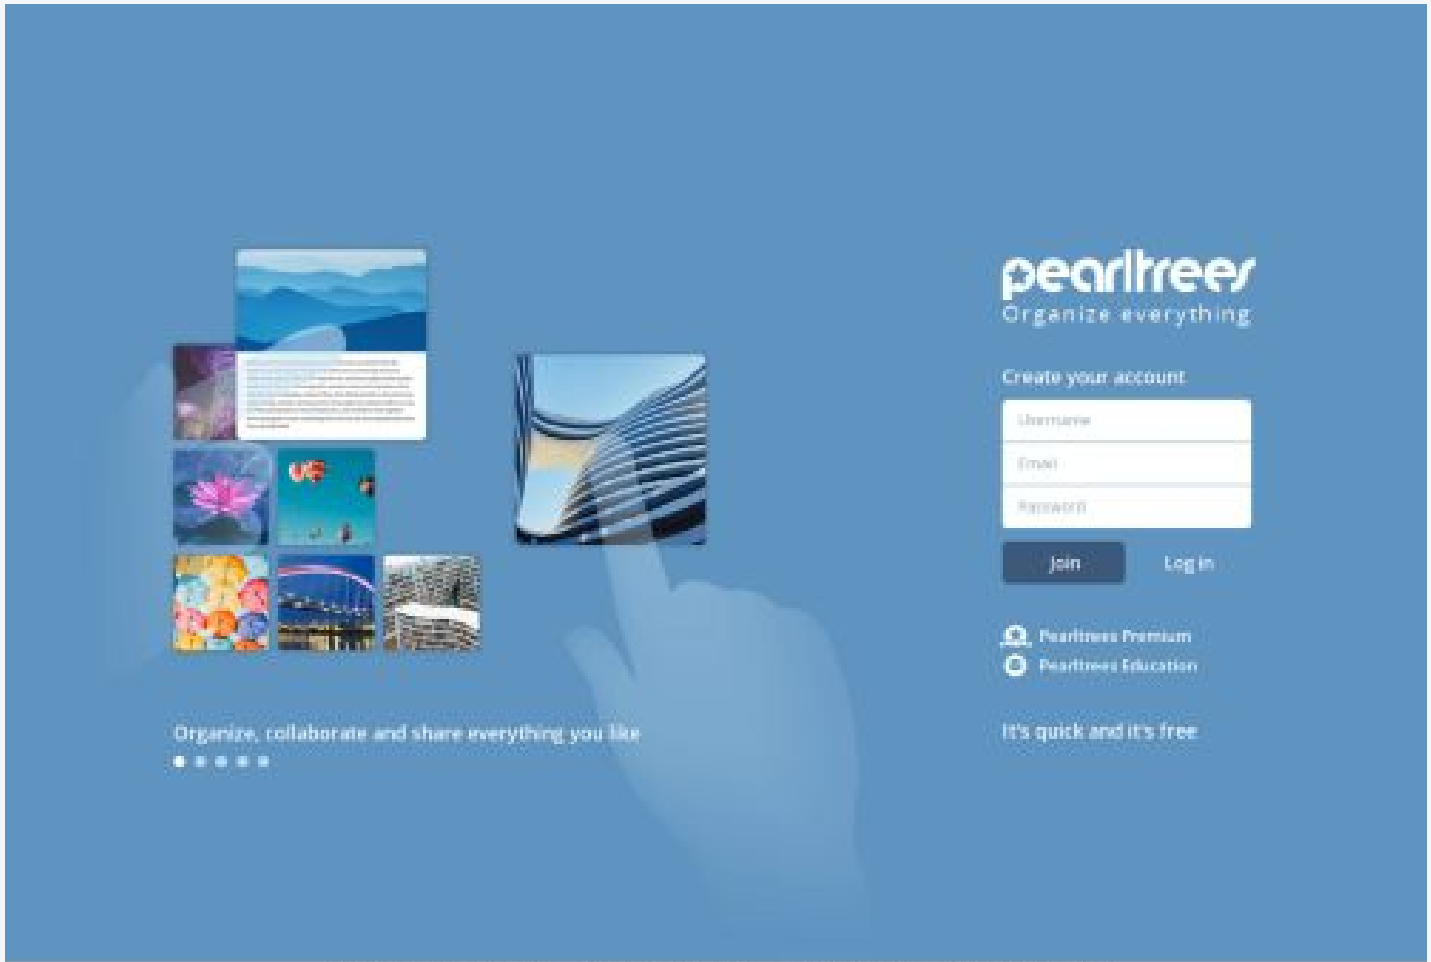 pearltrees
Organize everything
Create your account
Username
Email
Password
Join
Log in
Pearltrees Premium
Pearltrees Education
It's quick and it's free
Organize, collaborate and share everything you like